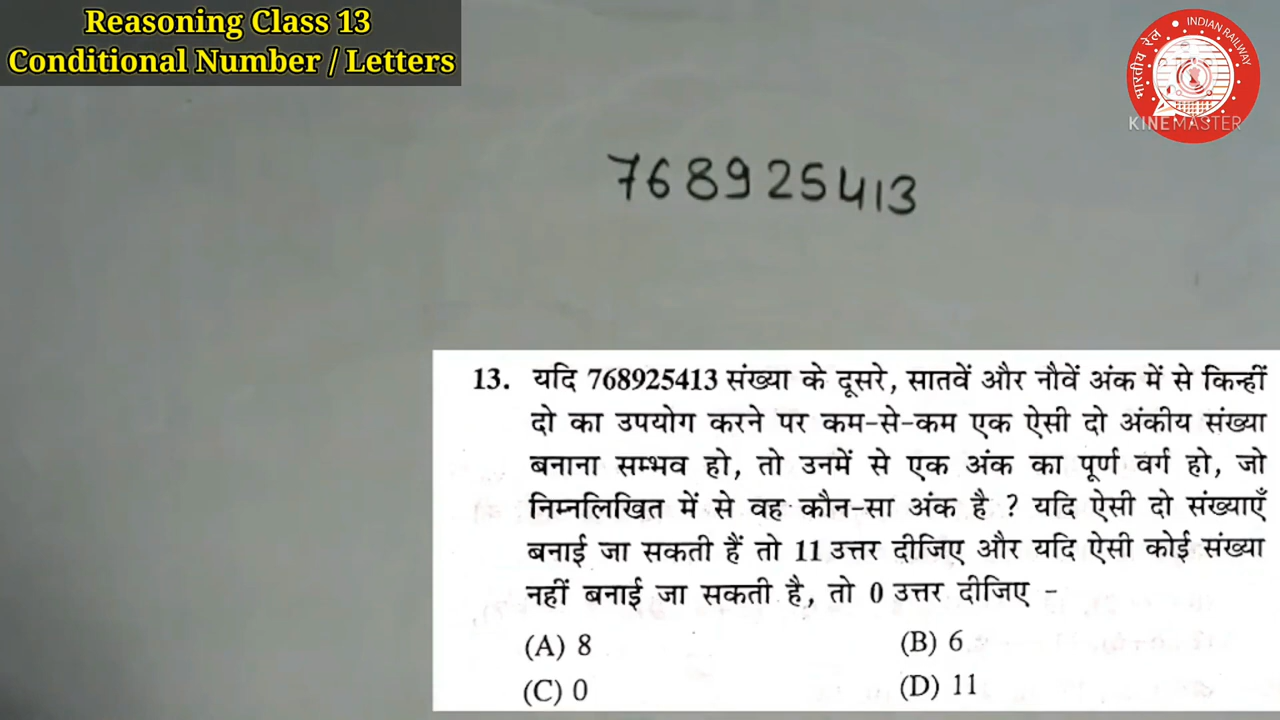 Reasoning Class 13
Conditional Number / Letters
भारतीय रेल
INDIAN RAILWAY
KINEMASTER
768925413
13. यदि 768925413 संख्या के दूसरे, सातवें और नौवें अंक में से किन्हीं
दो का उपयोग करने पर कम-से-कम एक ऐसी दो अंकीय संख्या
बनाना सम्भव हो, तो उनमें से एक अंक का पूर्ण वर्ग हो, जो
निम्नलिखित में से वह कौन-सा अंक है ? यदि ऐसी दो संख्याएँ
बनाई जा सकती हैं तो 11 उत्तर दीजिए और यदि ऐसी कोई संख्या
नहीं बनाई जा सकती है, तो 0 उत्तर दीजिए -
(A) 8 (B) 6
(C) 0 (D) 11